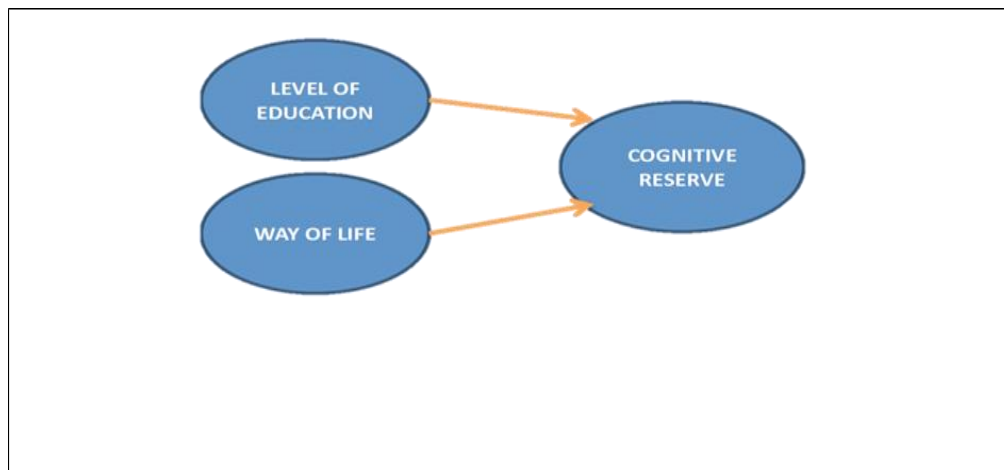 LEVEL OF
EDUCATION
COGNITIVE
RESERVE
WAY OF LIFE